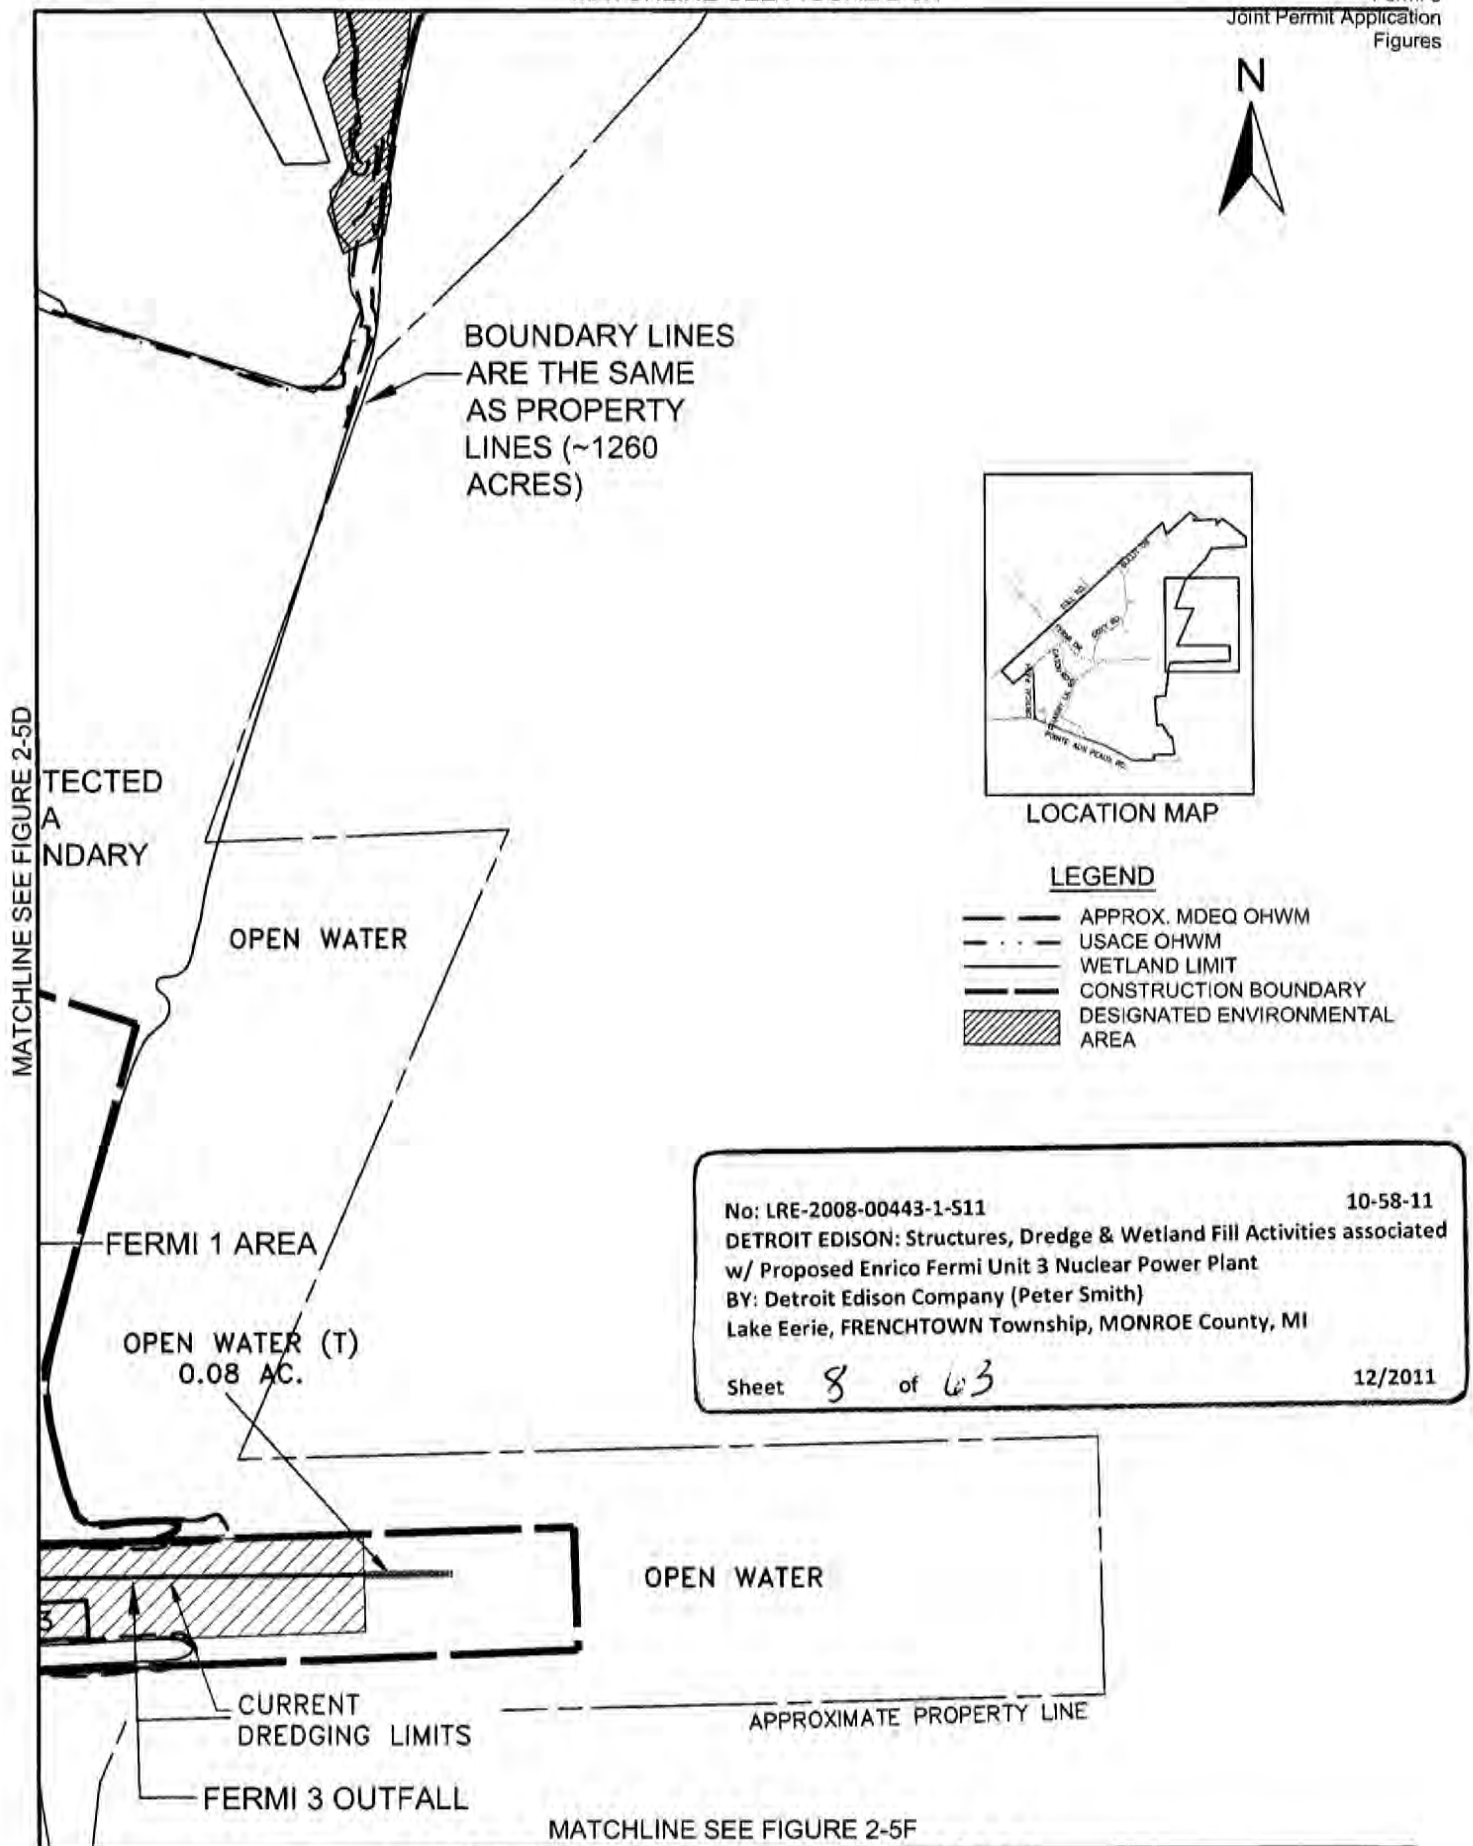 Joint Permit Application
Figures
N
BOUNDARY LINES
ARE THE SAME
AS PROPERTY
LINES (~1260
ACRES)
MATCHLINE SEE FIGURE 2-5D
TECTED
A
NDARY
OPEN WATER
LOCATION MAP
LEGEND
APPROX. MDEQ OHWM
USACE OHWM
WETLAND LIMIT
CONSTRUCTION BOUNDARY
DESIGNATED ENVIRONMENTAL
AREA
No: LRE-2008-00443-1-S11 10-58-11
DETROIT EDISON: Structures, Dredge & Wetland Fill Activities associated
w/ Proposed Enrico Fermi Unit 3 Nuclear Power Plant
BY: Detroit Edison Company (Peter Smith)
Lake Eerie, FRENCHTOWN Township, MONROE County, MI
Sheet 8 of 63 12/2011
FERMI 1 AREA
OPEN WATER (T)
0.08 AC.
OPEN WATER
3
CURRENT
DREDGING LIMITS
APPROXIMATE PROPERTY LINE
FERMI 3 OUTFALL
MATCHLINE SEE FIGURE 2-5F